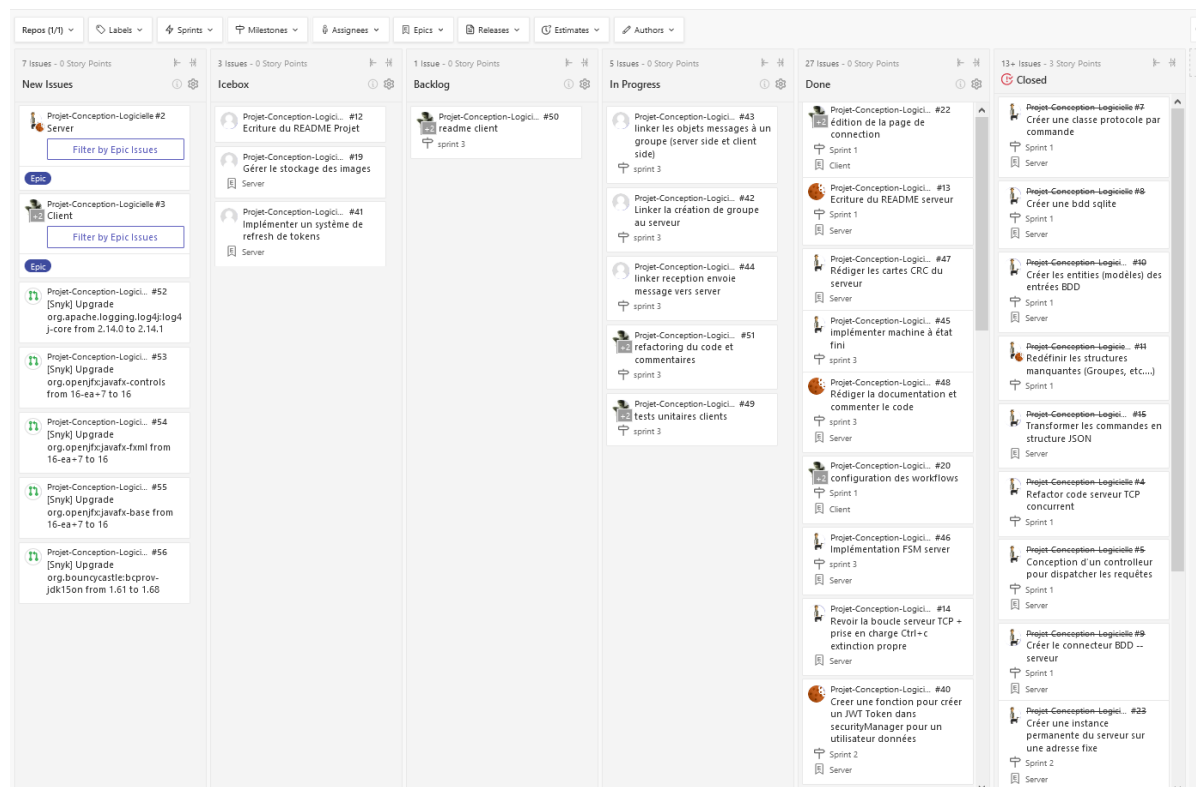 Repos (1/1) Labels Sprints Milestones Assignees Epics Releases Estimates Authors
7 Issues - 0 Story Points
New Issues
Projet-Conception-Logicielle #2
Server
Filter by Epic Issues
Epic
Projet-Conception-Logicielle #3
+2 Client
Filter by Epic Issues
Epic
Projet-Conception-Logici... #52
[Snyk] Upgrade
org.apache.logging.log4j:log4
j-core from 2.14.0 to 2.14.1
Projet-Conception-Logici... #53
[Snyk] Upgrade
org.openjfx:javafx-controls
from 16-ea+7 to 16
Projet-Conception-Logici... #54
[Snyk] Upgrade
org.openjfx:javafx-fxml from
16-ea+7 to 16
Projet-Conception-Logici... #55
[Snyk] Upgrade
org.openjfx:javafx-base from
16-ea+7 to 16
Projet-Conception-Logici... #56
[Snyk] Upgrade
org.bouncycastle:bcprov-
jdk15on from 1.61 to 1.68
3 Issues - 0 Story Points
Icebox
Projet-Conception-Logici... #12
Ecriture du README Projet
Projet-Conception-Logici... #19
Gérer le stockage des images
Server
Projet-Conception-Logici... #41
Implémenter un système de
refresh de tokens
Server
1 Issue - 0 Story Points
Backlog
Projet-Conception-Logici... #50
+2 readme client
sprint 3
5 Issues - 0 Story Points
In Progress
Projet-Conception-Logici... #43
linker les objets messages à un
groupe (server side et client
side)
sprint 3
Projet-Conception-Logici... #42
Linker la création de groupe
au serveur
sprint 3
Projet-Conception-Logici... #44
linker reception envoie
message vers server
sprint 3
Projet-Conception-Logici... #51
+2 refactoring du code et
commentaires
sprint 3
Projet-Conception-Logici... #49
+2 tests unitaires clients
sprint 3
27 Issues - 0 Story Points
Done
Projet-Conception-Logici... #22
+2 édition de la page de
connection
Sprint 1
Client
Projet-Conception-Logici... #13
Ecriture du README serveur
Sprint 1
Server
Projet-Conception-Logici... #47
Rédiger les cartes CRC du
serveur
Server
Projet-Conception-Logici... #45
implémenter machine à état
fini
sprint 3
Projet-Conception-Logici... #48
Rédiger la documentation et
commenter le code
sprint 3
Server
Projet-Conception-Logici... #20
+2 configuration des workflows
Sprint 1
Client
Projet-Conception-Logici... #46
Implémentation FSM server
sprint 3
Server
Projet-Conception-Logici... #14
Revoir la boucle serveur TCP +
prise en charge Ctrl+c
extinction propre
Server
Projet-Conception-Logici... #40
Creer une fonction pour créer
un JWT Token dans
securityManager pour un
utilisateur données
Sprint 2
Server
13+ Issues - 3 Story Points
Closed
Projet-Conception-Logicielle #7
Créer une classe protocole par
commande
Sprint 1
Server
Projet-Conception-Logicielle #8
Créer une bdd sqlite
Sprint 1
Server
Projet-Conception-Logici... #10
Créer les entities (modèles) des
entrées BDD
Sprint 1
Server
Projet-Conception-Logicie... #11
Redéfinir les structures
manquantes (Groupes, etc....)
Sprint 1
Projet-Conception-Logici... #15
Transformer les commandes en
structure JSON
Server
Projet-Conception-Logicielle #4
Refactor code serveur TCP
concurrent
Sprint 1
Projet-Conception-Logicielle #5
Conception d'un controlleur
pour dispatcher les requêtes
Sprint 1
Server
Projet-Conception-Logicielle #9
Créer le connecteur BDD --
serveur
Sprint 1
Server
Projet-Conception-Logici... #23
Créer une instance
permanente du serveur sur
une adresse fixe
Sprint 2
Server